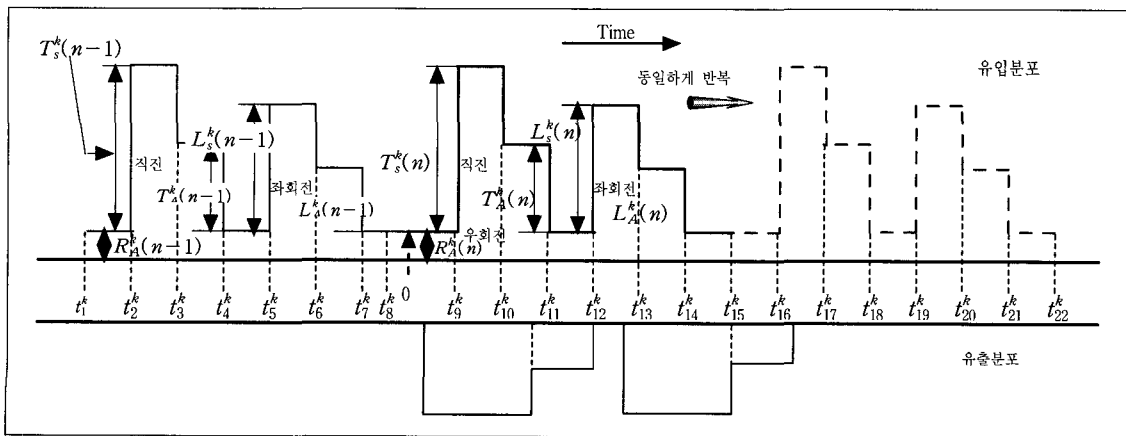 Time
T_s^k(n-1)
유입분포
동일하게 반복
L_s^k(n-1)
L_s^k(n)
T_s^k(n)
직진
직진
T_A^k(n-1)
좌회전
L_A^k(n-1)
T_A^k(n)
좌회전
L_A^k(n)
R_A^k(n-1)
우회전
R_A^k(n)
0
t_1^k t_2^k t_3^k t_4^k t_5^k t_6^k t_7^k t_8^k t_9^k t_10^k t_11^k t_12^k t_13^k t_14^k t_15^k t_16^k t_17^k t_18^k t_19^k t_20^k t_21^k t_22^k
유출분포